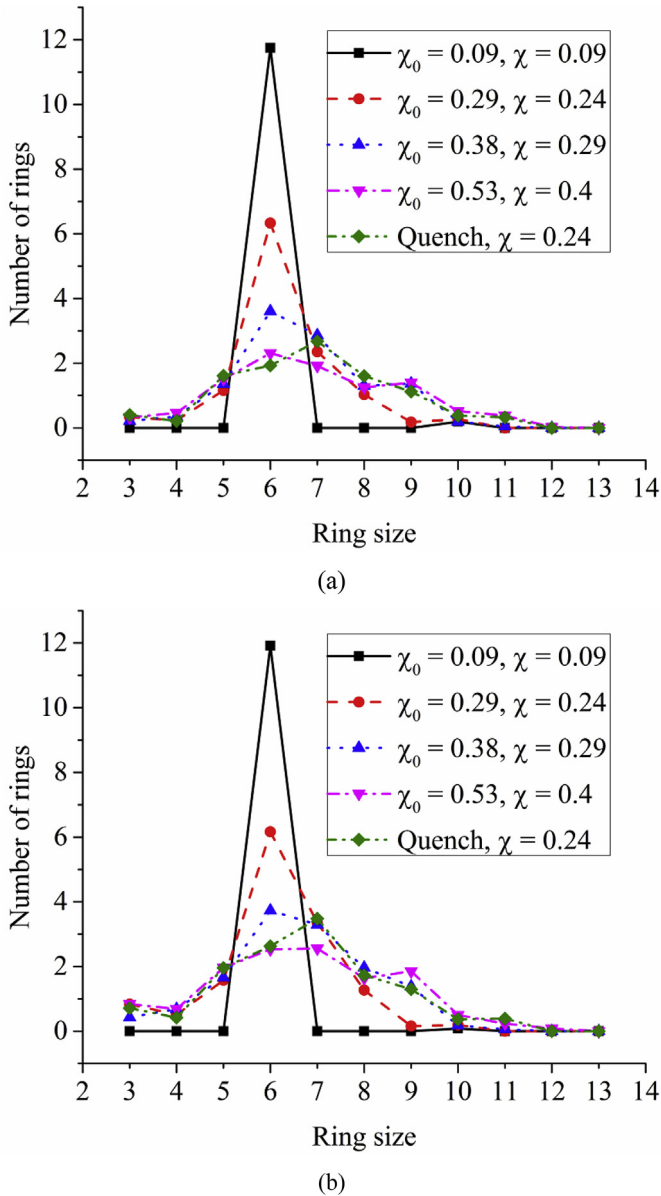 12
10
8
6
4
2
0
Number of rings
χ₀ = 0.09, χ = 0.09
χ₀ = 0.29, χ = 0.24
χ₀ = 0.38, χ = 0.29
χ₀ = 0.53, χ = 0.4
Quench, χ = 0.24
2 3 4 5 6 7 8 9 10 11 12 13 14
Ring size
(a)
12
10
8
6
4
2
0
Number of rings
χ₀ = 0.09, χ = 0.09
χ₀ = 0.29, χ = 0.24
χ₀ = 0.38, χ = 0.29
χ₀ = 0.53, χ = 0.4
Quench, χ = 0.24
2 3 4 5 6 7 8 9 10 11 12 13 14
Ring size
(b)